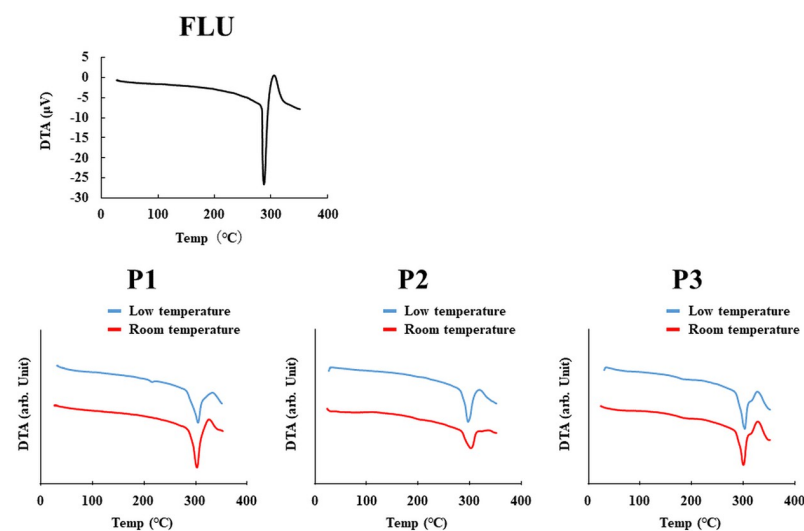 FLU
5
0
-5
-10
-15
-20
-25
-30
DTA (μV)
0 100 200 300 400
Temp (℃)
P1
Low temperature
Room temperature
DTA (arb. Unit)
0 100 200 300 400
Temp (℃)
P2
Low temperature
Room temperature
DTA (arb. Unit)
0 100 200 300 400
Temp (℃)
P3
Low temperature
Room temperature
DTA (arb. Unit)
0 100 200 300 400
Temp (℃)